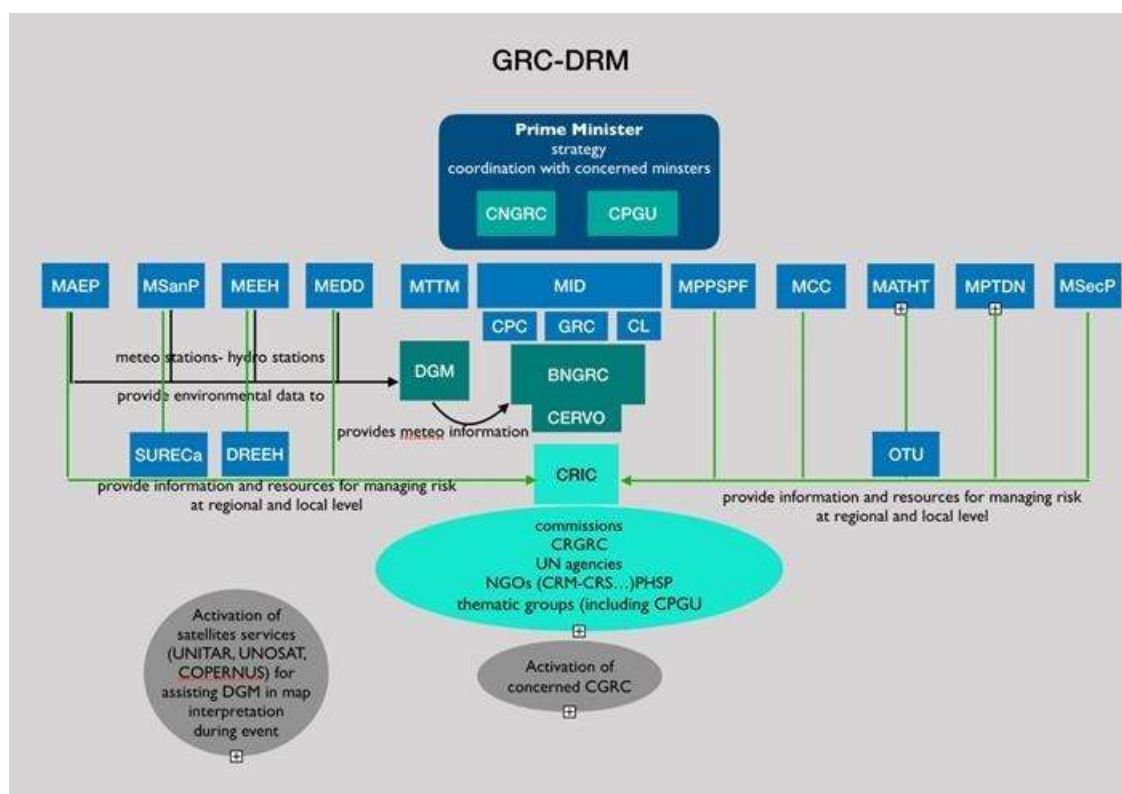 GRC-DRM
Prime Minister
strategy
coordination with concerned minsters
CNGRC
CPGU
MAEP
MSanP
MEEH
MEDD
MTTM
MID
MPPSPF
MCC
MATHT
MPTDN
MSecP
CPC
GRC
CL
meteo stations- hydro stations
DGM
BNGRC
provide environmental data to
CERVO
provides meteo information
SURECa
DREEH
CRIC
OTU
provide information and resources for managing risk
at regional and local level
provide information and resources for managing risk
at regional and local level
commissions
CRGRC
UN agencies
NGOs (CRM-CRS...)PHSP
thematic groups (including CPGU
Activation of
satellites services
(UNITAR, UNOSAT,
COPERNUS) for
assisting DGM in map
interpretation
during event
Activation of
concerned CGRC